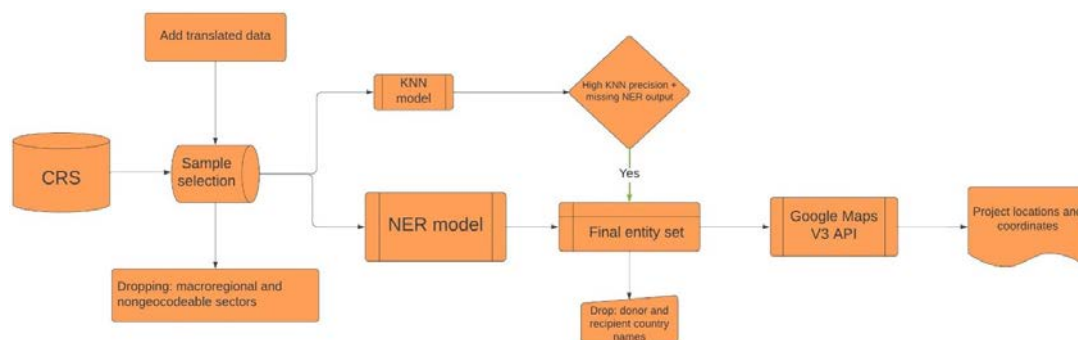 Add translated data
KNN
model
High KNN precision +
missing NER output
CRS
Sample
selection
Yes
NER model
Final entity set
Google Maps
V3 API
Project locations and
coordinates
Dropping: macroregional and
nongeocodeable sectors
Drop: donor and
recipient country
names